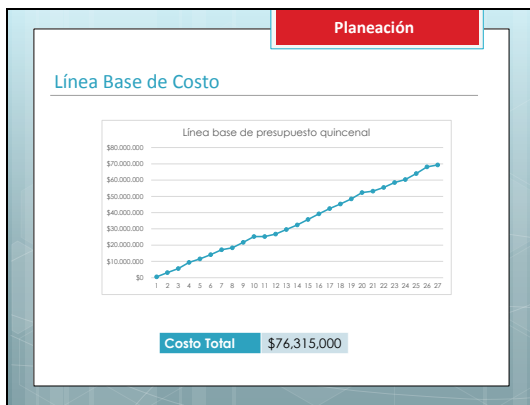 Planeación
Línea Base de Costo
Línea base de presupuesto quincenal
$80.000.000
$70.000.000
$60.000.000
$50.000.000
$40.000.000
$30.000.000
$20.000.000
$10.000.000
$0
1 2 3 4 5 6 7 8 9 10 11 12 13 14 15 16 17 18 19 20 21 22 23 24 25 26 27
Costo Total $76,315,000